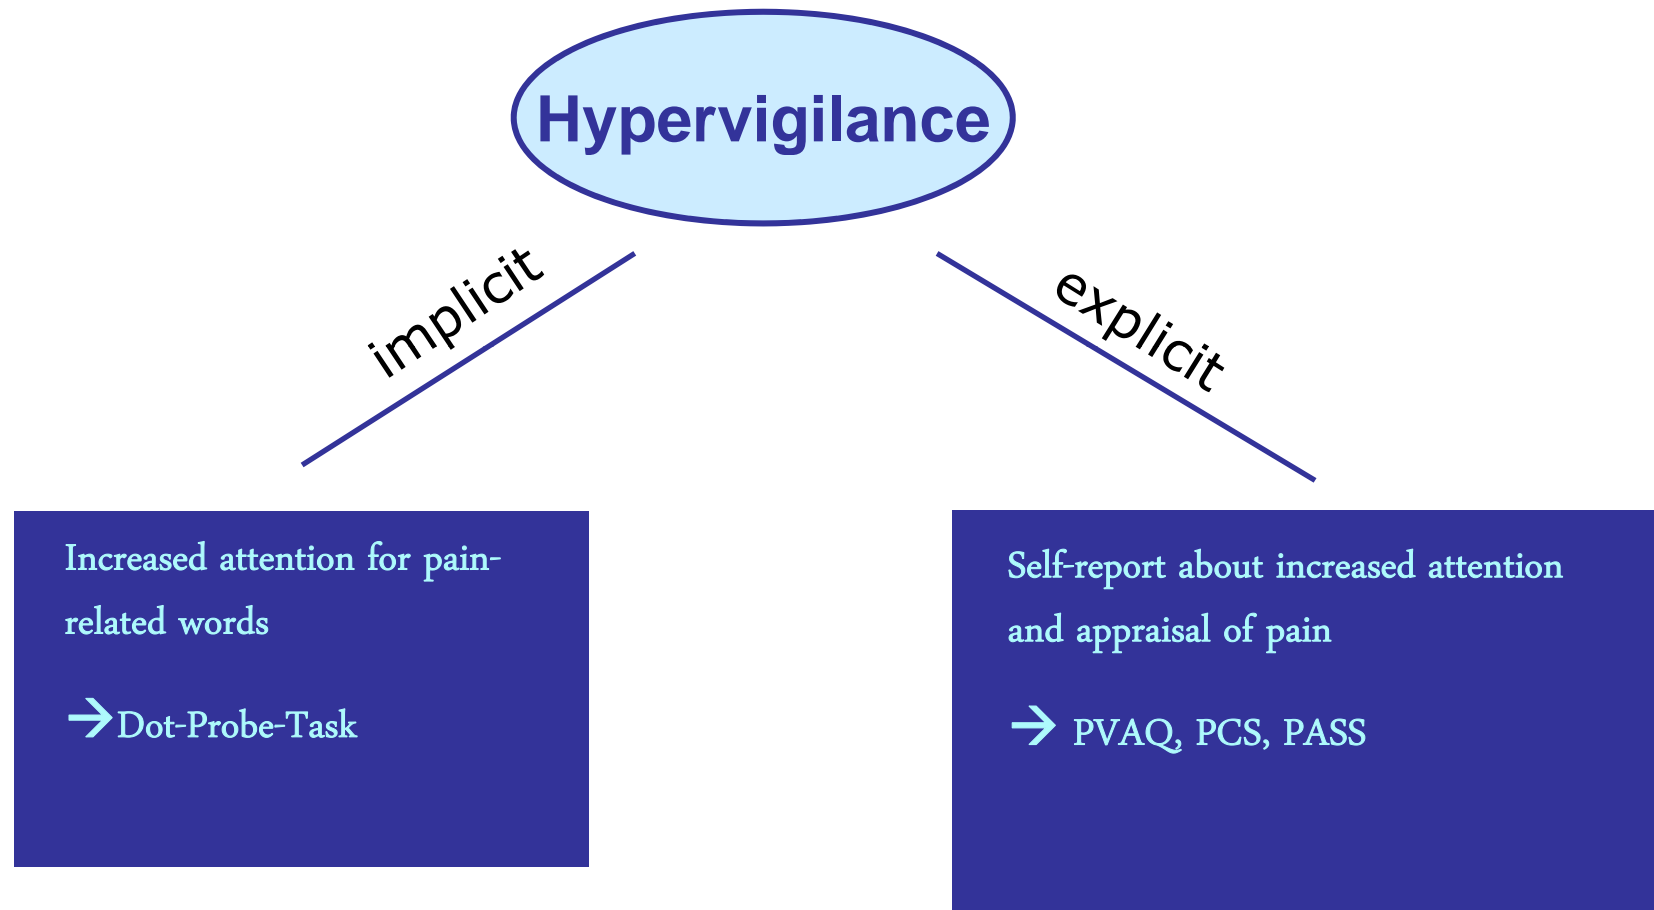 Hypervigilance
implicit
explicit
Increased attention for pain-
related words
→Dot-Probe-Task
Self-report about increased attention
and appraisal of pain
→ PVAQ, PCS, PASS